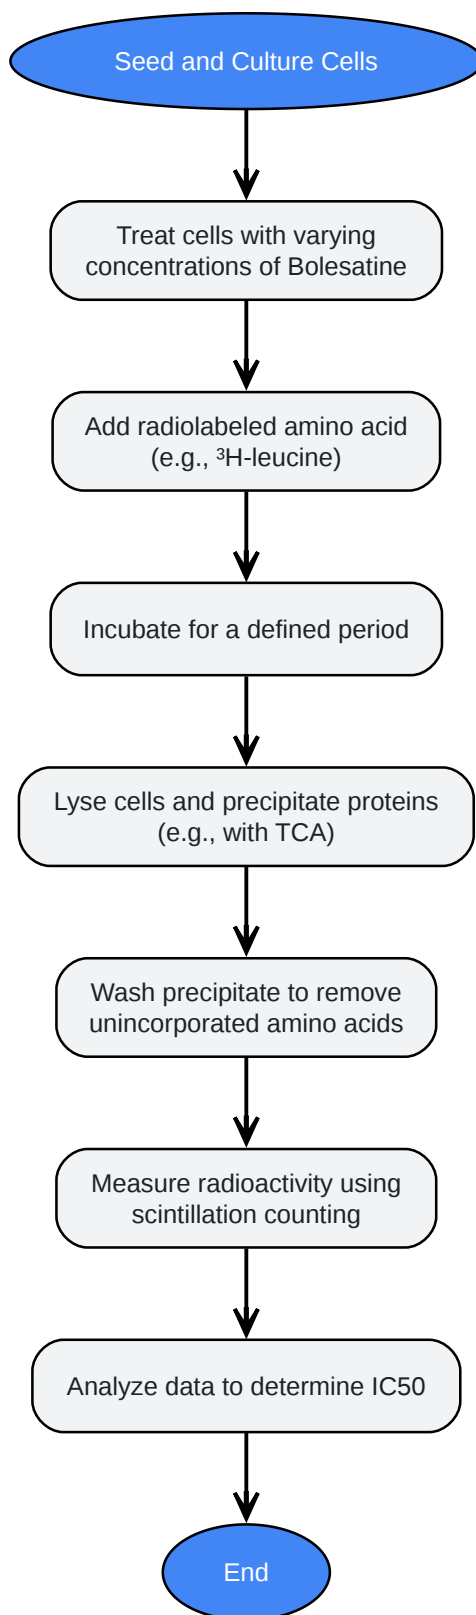 Seed and Culture Cells
Treat cells with varying
concentrations of Bolesatine
Add radiolabeled amino acid
(e.g., ³H-leucine)
Incubate for a defined period
Lyse cells and precipitate proteins
(e.g., with TCA)
Wash precipitate to remove
unincorporated amino acids
Measure radioactivity using
scintillation counting
Analyze data to determine IC50
End